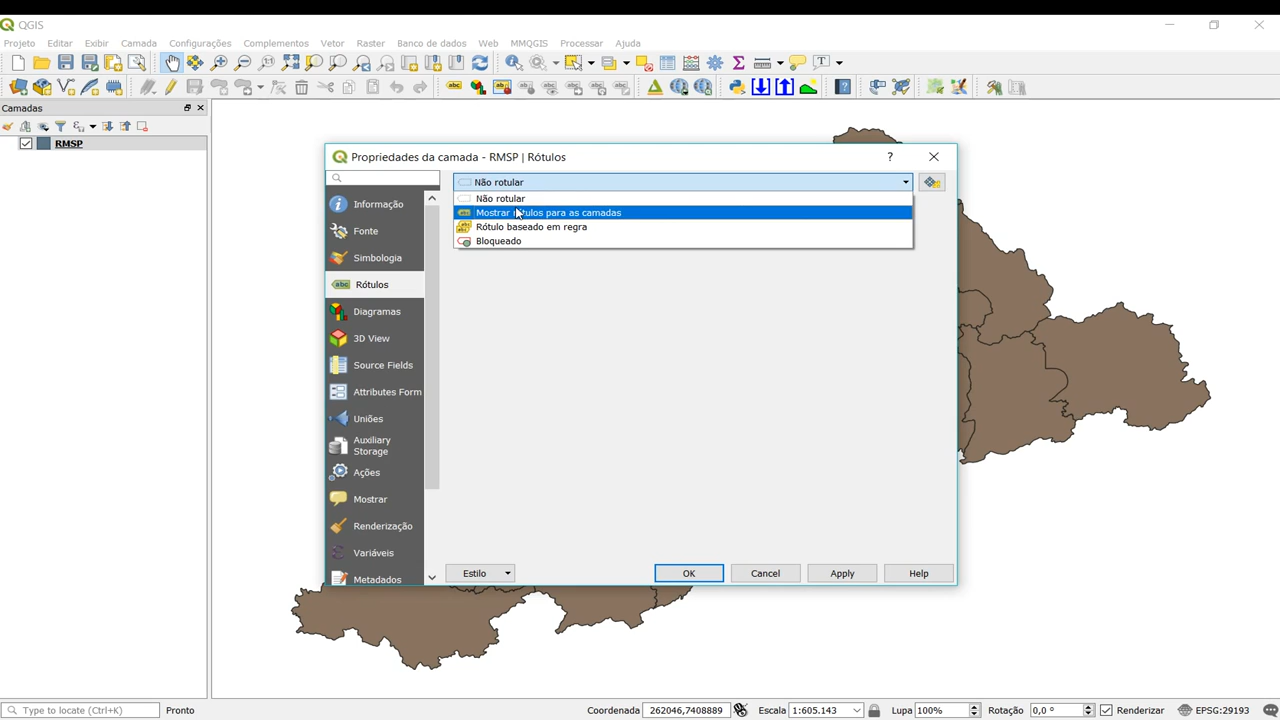 QGIS
Projeto Editar Exibir Camada Configurações Complementos Vetor Raster Banco de dados Web MMQGIS Processar Ajuda
Camadas
RMSP
Propriedades da camada - RMSP | Rótulos
?
Não rotular
Não rotular
Mostrar rótulos para as camadas
Rótulo baseado em regra
Bloqueado
Informação
Fonte
Simbologia
abc Rótulos
Diagramas
3D View
Source Fields
Attributes Form
Uniões
Auxiliary
Storage
Ações
Mostrar
Renderização
Variáveis
Metadados
Estilo OK Cancel Apply Help
Type to locate (Ctrl+K) Pronto Coordenada 262046,7408889 Escala 1:605.143 Lupa 100% Rotação 0,0 ° Renderizar EPSG:29193